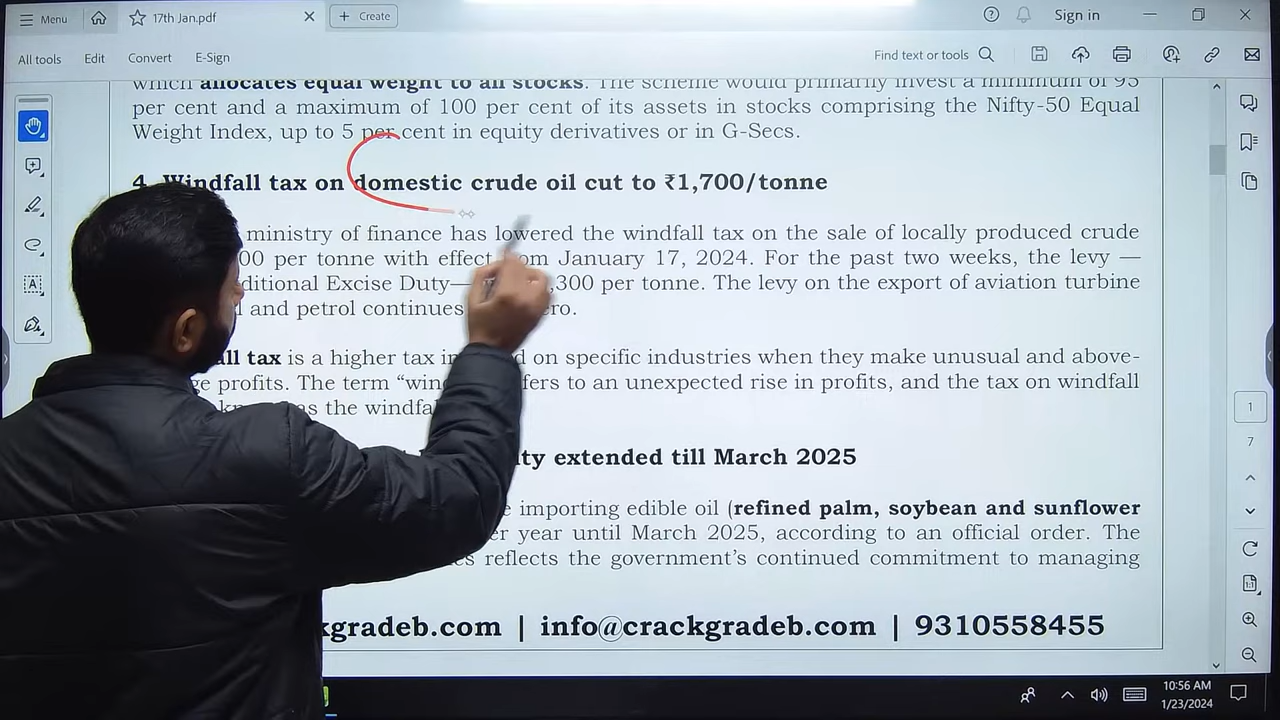 Menu
17th Jan.pdf
Create
Sign in
All tools Edit Convert E-Sign
Find text or tools
which allocates equal weight to all stocks. The scheme would primarily invest a minimum of 95
per cent and a maximum of 100 per cent of its assets in stocks comprising the Nifty-50 Equal
Weight Index, up to 5 per cent in equity derivatives or in G-Secs.
4. Windfall tax on domestic crude oil cut to ₹1,700/tonne
ministry of finance has lowered the windfall tax on the sale of locally produced crude
00 per tonne with effect from January 17, 2024. For the past two weeks, the levy —
ditional Excise Duty— ,300 per tonne. The levy on the export of aviation turbine
and petrol continues ero.
ll tax is a higher tax on specific industries when they make unusual and above-
ge profits. The term “win fers to an unexpected rise in profits, and the tax on windfall
as the windfa
ty extended till March 2025
importing edible oil (refined palm, soybean and sunflower
er year until March 2025, according to an official order. The
s reflects the government’s continued commitment to managing
kgradeb.com | info@crackgradeb.com | 9310558455
1
7
10:56 AM
1/23/2024